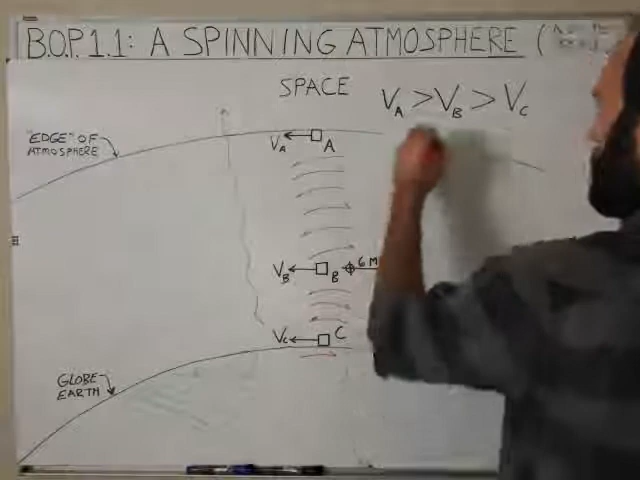 B.O.P. 1.1: A SPINNING ATMOSPHERE (
SPACE
VA > VB > VC
"EDGE" OF
ATMOSPHERE
VA A
VB B 6 M
VC C
GLOBE
EARTH